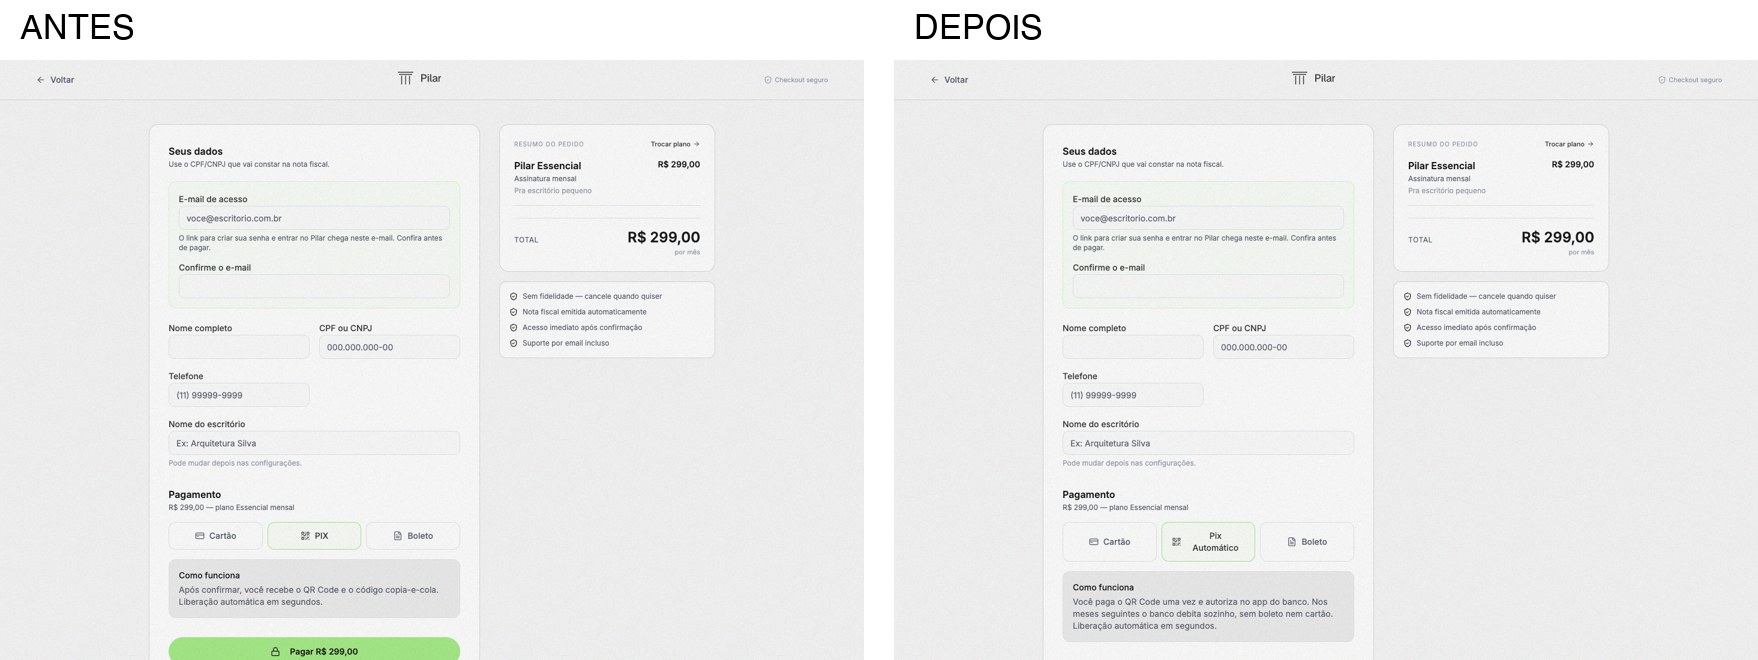 ANTES
Voltar
Pilar
Checkout seguro
Seus dados
Use o CPF/CNPJ que vai constar na nota fiscal.
E-mail de acesso
voce@escritorio.com.br
O link para criar sua senha e entrar no Pilar chega neste e-mail. Confira antes
de pagar.
Confirme o e-mail
Nome completo
CPF ou CNPJ
000.000.000-00
Telefone
(11) 99999-9999
Nome do escritório
Ex: Arquitetura Silva
Pode mudar depois nas configurações.
Pagamento
R$ 299,00 — plano Essencial mensal
Cartão
PIX
Boleto
Como funciona
Após confirmar, você recebe o QR Code e o código copia-e-cola.
Liberação automática em segundos.
Pagar R$ 299,00
RESUMO DO PEDIDO
Trocar plano →
Pilar Essencial
R$ 299,00
Assinatura mensal
Pra escritório pequeno
TOTAL
R$ 299,00
por mês
Sem fidelidade — cancele quando quiser
Nota fiscal emitida automaticamente
Acesso imediato após confirmação
Suporte por email incluso
DEPOIS
Voltar
Pilar
Checkout seguro
Seus dados
Use o CPF/CNPJ que vai constar na nota fiscal.
E-mail de acesso
voce@escritorio.com.br
O link para criar sua senha e entrar no Pilar chega neste e-mail. Confira antes
de pagar.
Confirme o e-mail
Nome completo
CPF ou CNPJ
000.000.000-00
Telefone
(11) 99999-9999
Nome do escritório
Ex: Arquitetura Silva
Pode mudar depois nas configurações.
Pagamento
R$ 299,00 — plano Essencial mensal
Cartão
Pix
Automático
Boleto
Como funciona
Você paga o QR Code uma vez e autoriza no app do banco. Nos
meses seguintes o banco debita sozinho, sem boleto nem cartão.
Liberação automática em segundos.
RESUMO DO PEDIDO
Trocar plano →
Pilar Essencial
R$ 299,00
Assinatura mensal
Pra escritório pequeno
TOTAL
R$ 299,00
por mês
Sem fidelidade — cancele quando quiser
Nota fiscal emitida automaticamente
Acesso imediato após confirmação
Suporte por email incluso